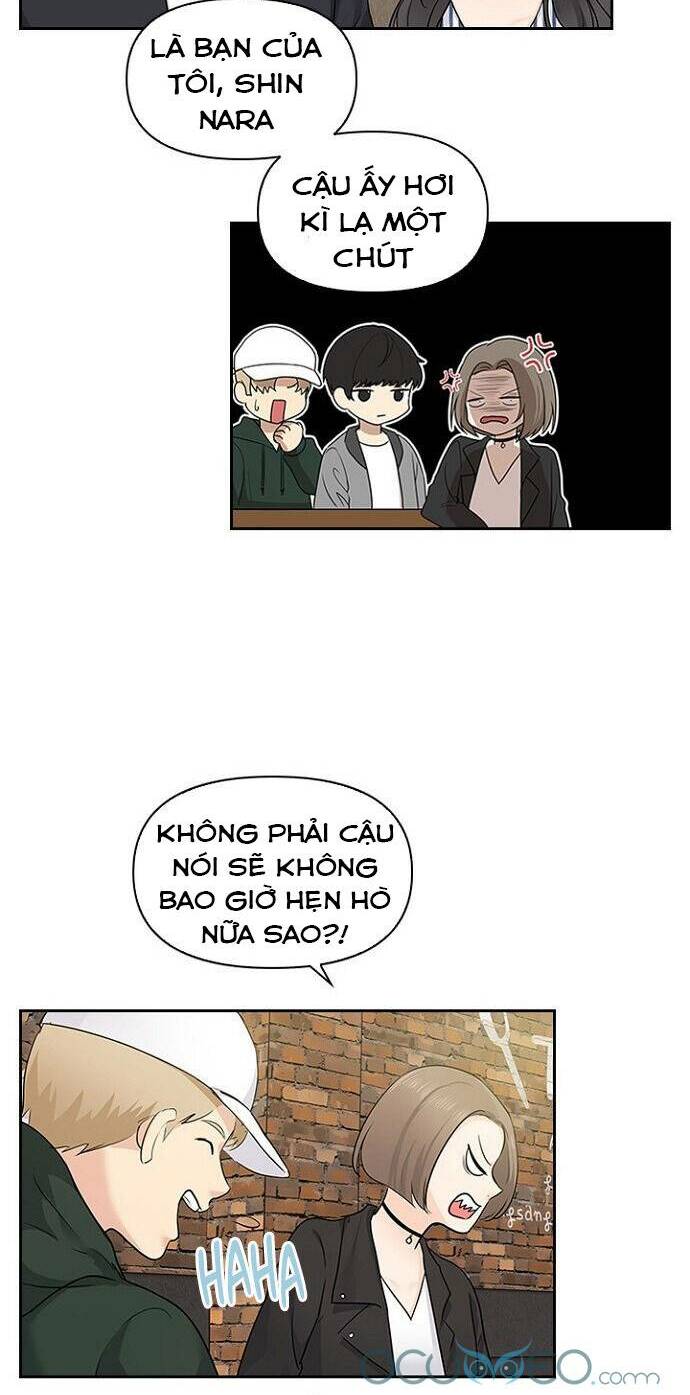 LÀ BẠN CỦA
TÔI, SHIN
NARA
CẬU ẤY HƠI
KÌ LẠ MỘT
CHÚT
KHÔNG PHẢI CẬU
NÓI SẼ KHÔNG
BAO GIỜ HẸN HÒ
NỮA SAO?!
HAHA